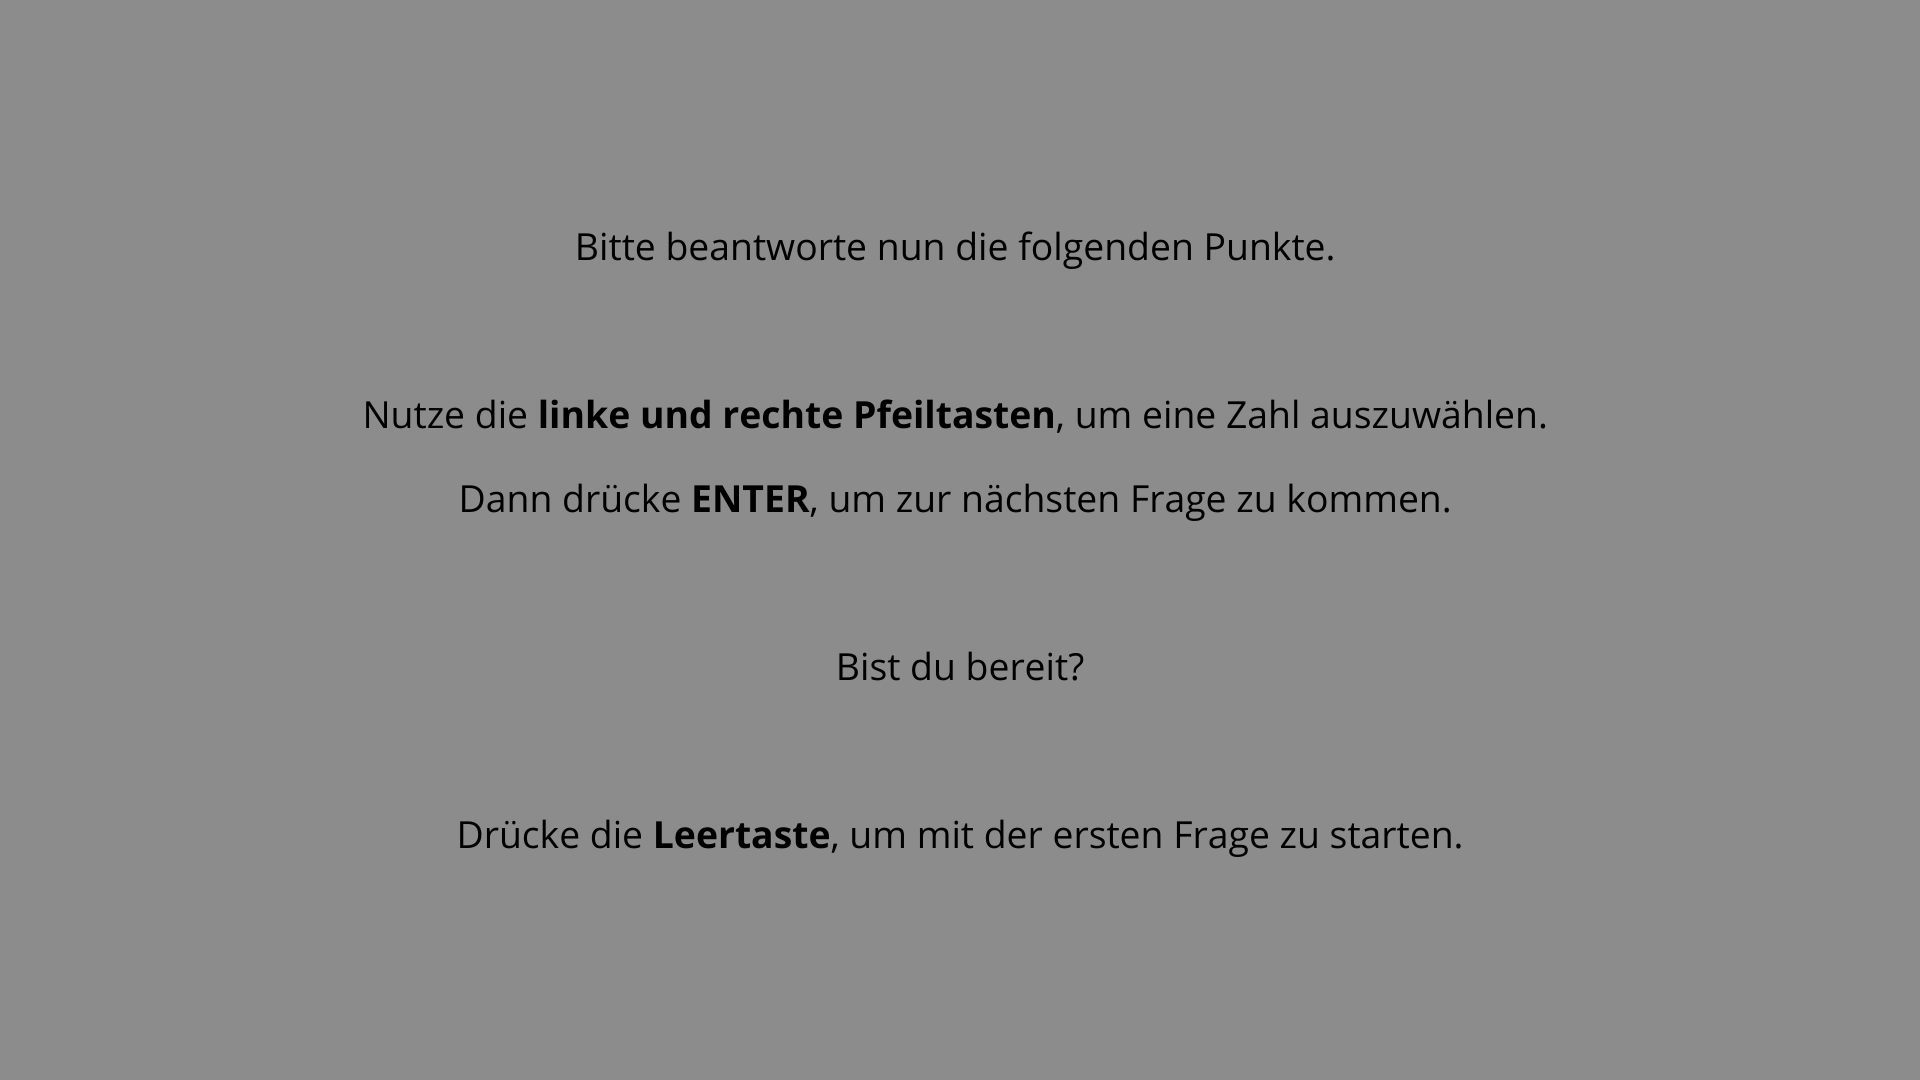 Bitte beantworte nun die folgenden Punkte.
Nutze die linke und rechte Pfeiltasten, um eine Zahl auszuwählen.
Dann drücke ENTER, um zur nächsten Frage zu kommen.
Bist du bereit?
Drücke die Leertaste, um mit der ersten Frage zu starten.